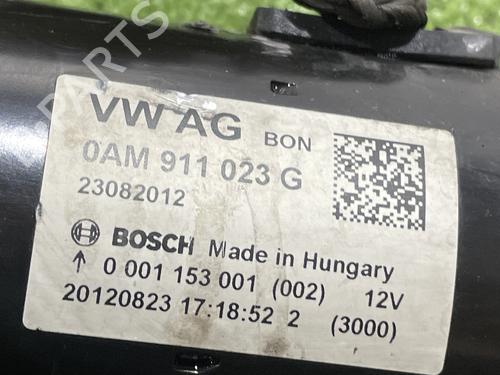 VW AG BON
0AM 911 023 G
23082012
BOSCH Made in Hungary
↑ 0 001 153 001 (002) 12V
20120823 17:18:52 2 (3000)
PARTS